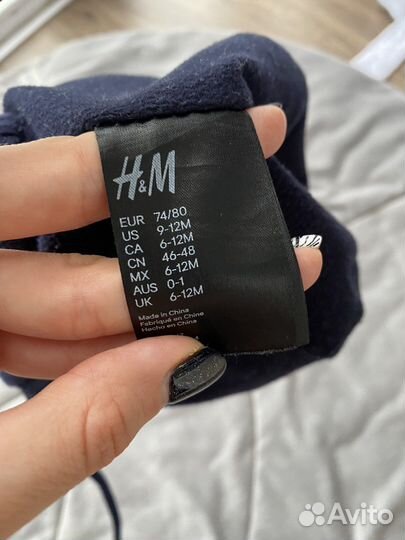 H&M
EUR 74/80
US 9-12M
CA 6-12M
CN 46-48
MX 6-12M
AUS 0-1
UK 6-12M
Made in China
Fabriqué en Chine
Hecho en China
Avito